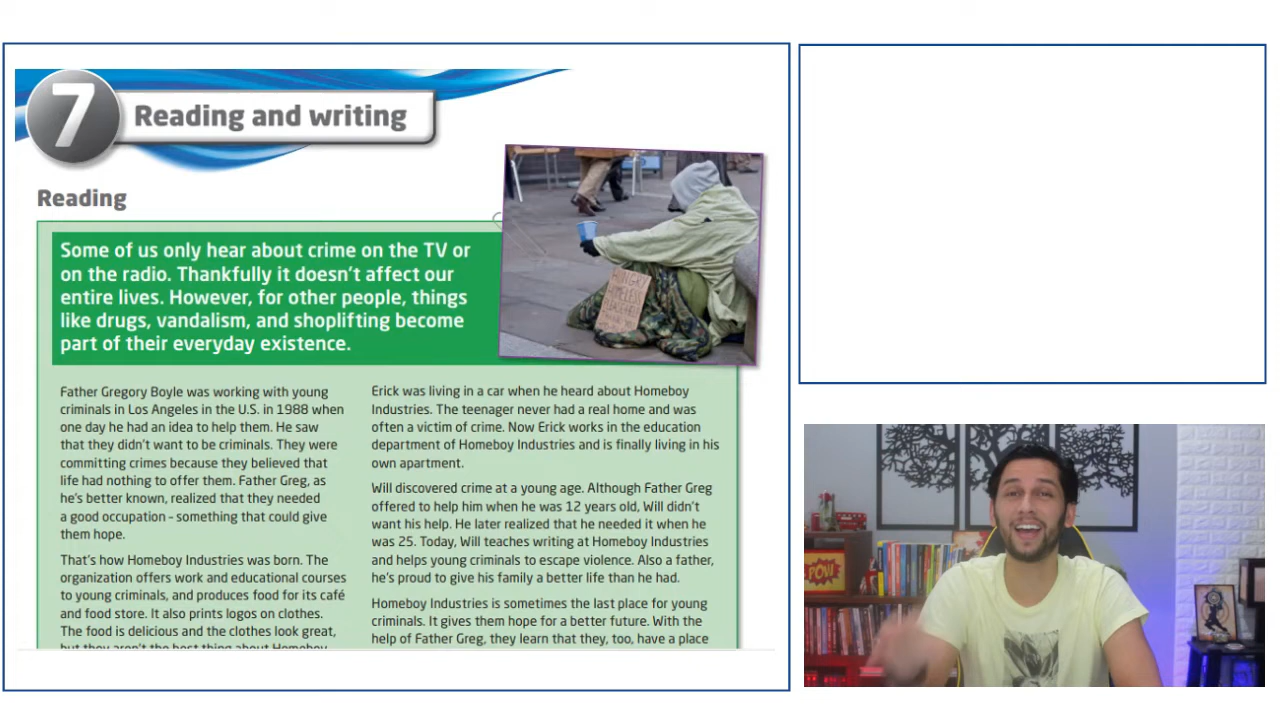 7
Reading and writing
Reading
Some of us only hear about crime on the TV or
on the radio. Thankfully it doesn't affect our
entire lives. However, for other people, things
like drugs, vandalism, and shoplifting become
part of their everyday existence.
HUNGRY
HOMELESS
Father Gregory Boyle was working with young
criminals in Los Angeles in the U.S. in 1988 when
one day he had an idea to help them. He saw
that they didn't want to be criminals. They were
committing crimes because they believed that
life had nothing to offer them. Father Greg, as
he's better known, realized that they needed
a good occupation – something that could give
them hope.
That's how Homeboy Industries was born. The
organization offers work and educational courses
to young criminals, and produces food for its café
and food store. It also prints logos on clothes.
The food is delicious and the clothes look great,
but they aren't the best thing about Homeboy
Erick was living in a car when he heard about Homeboy
Industries. The teenager never had a real home and was
often a victim of crime. Now Erick works in the education
department of Homeboy Industries and is finally living in his
own apartment.
Will discovered crime at a young age. Although Father Greg
offered to help him when he was 12 years old, Will didn't
want his help. He later realized that he needed it when he
was 25. Today, Will teaches writing at Homeboy Industries
and helps young criminals to escape violence. Also a father,
he's proud to give his family a better life than he had.
Homeboy Industries is sometimes the last place for young
criminals. It gives them hope for a better future. With the
help of Father Greg, they learn that they, too, have a place
POW!